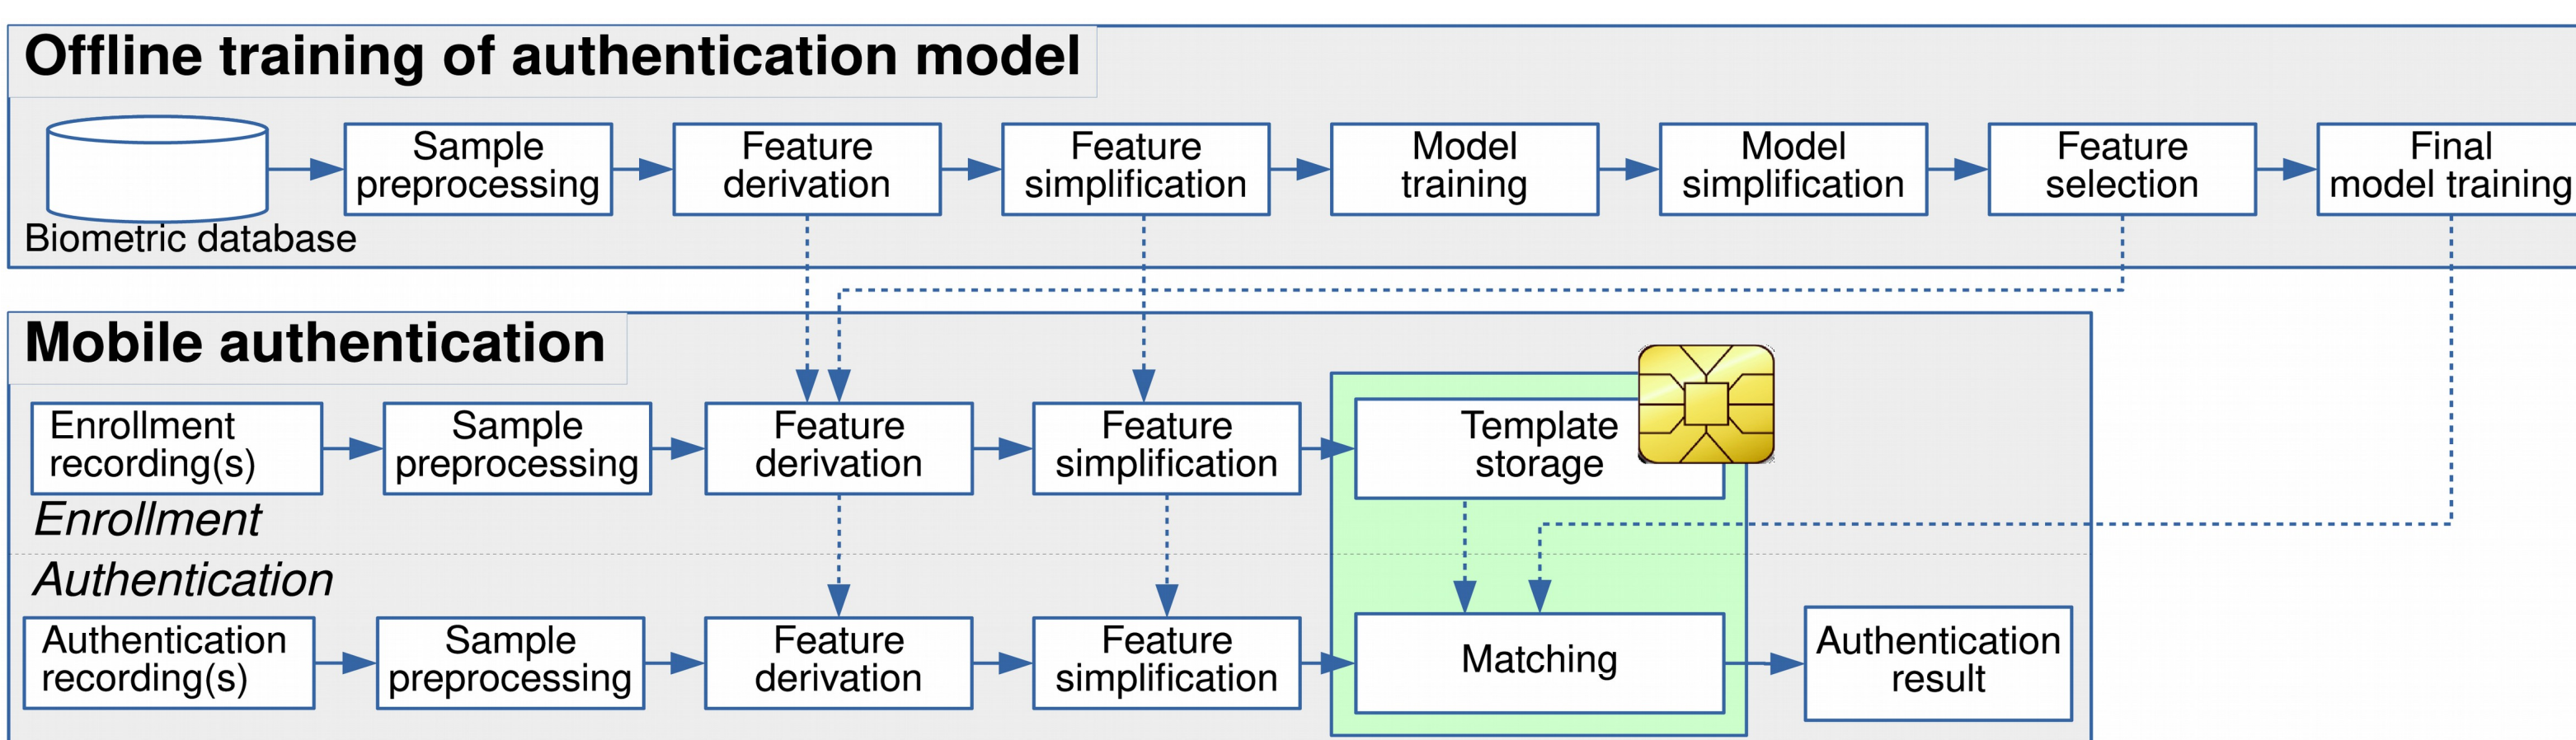 Offline training of authentication model
Biometric database
Sample
preprocessing
Feature
derivation
Feature
simplification
Model
training
Model
simplification
Feature
selection
Final
model training
Mobile authentication
Enrollment
recording(s)
Sample
preprocessing
Feature
derivation
Feature
simplification
Template
storage
Enrollment
Authentication
Authentication
recording(s)
Sample
preprocessing
Feature
derivation
Feature
simplification
Matching
Authentication
result